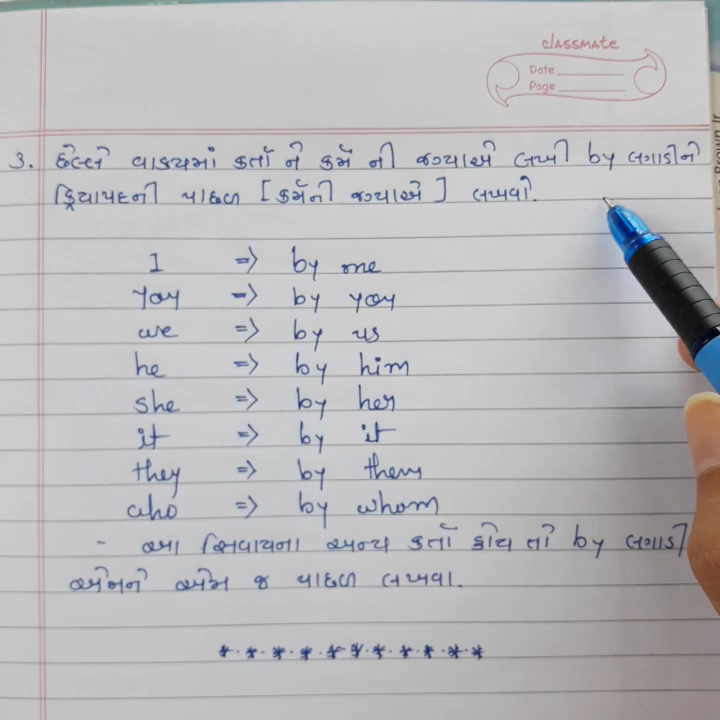 classmate
Date
Page
3. છેલ્લે વાક્યમાં કર્તા ને કર્મ ની જગ્યાએ લખી by લગાડીને
ક્રિયાપદની પાછળ [કર્મની જગ્યાએ] લખવો.
I => by me
You => by you
we => by us
he => by him
she => by her
it => by it
they => by them
who => by whom
- આ સિવાયના અન્ય કર્તા હોય તો by લગાડી
એમને એમ જ પાછળ લખવા.